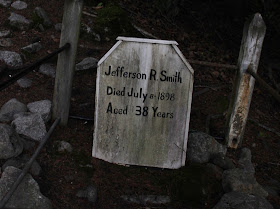 Jefferson R. Smith
Died July 8 - 1898
Aged 38 Years